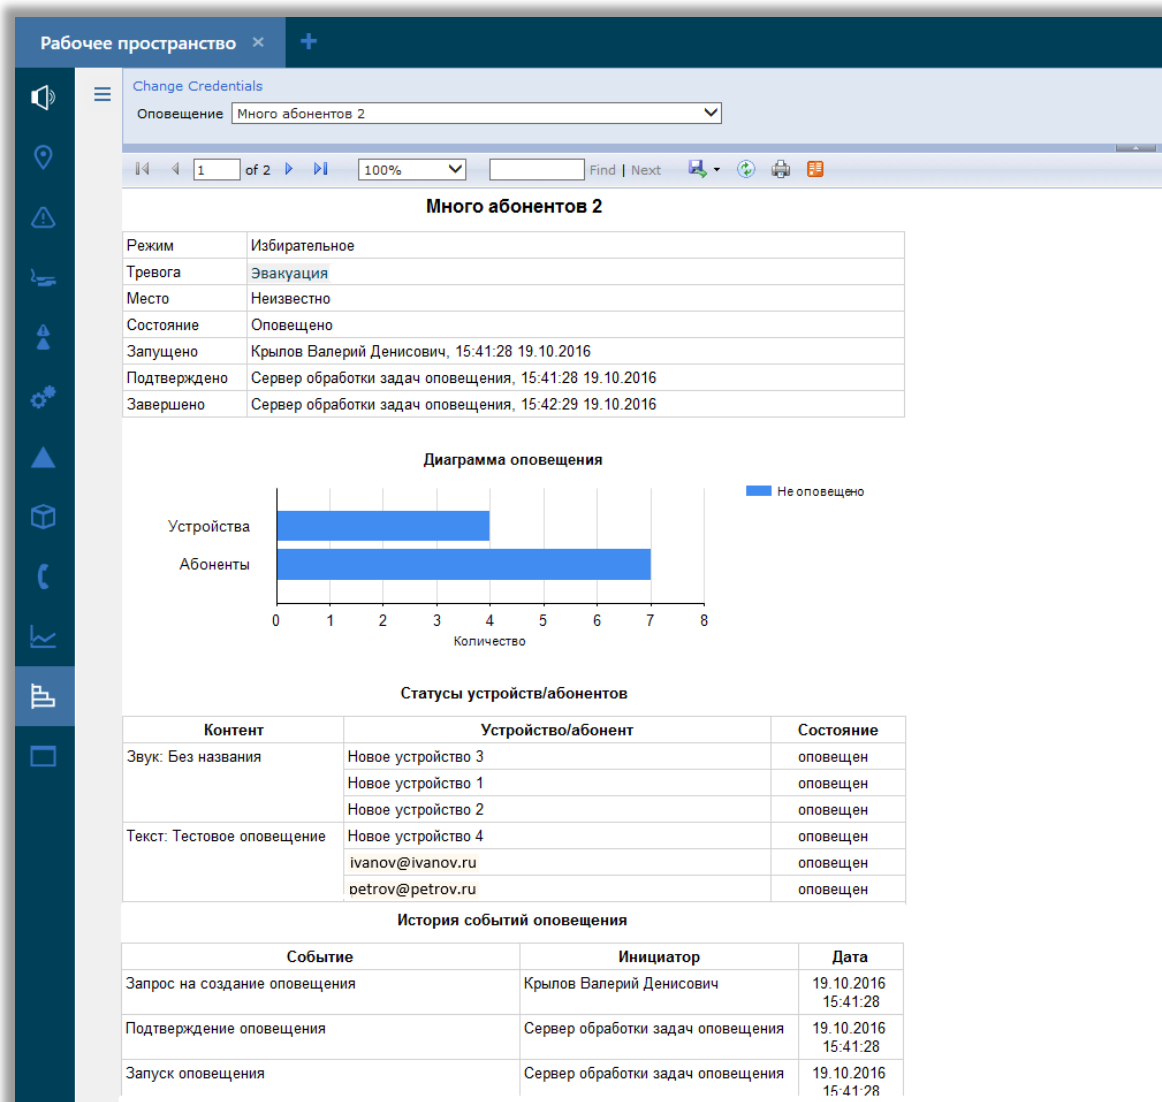 Рабочее пространство × +
Change Credentials
Оповещение Много абонентов 2
1 of 2 100% Find | Next
Много абонентов 2
Режим Избирательное
Тревога Эвакуация
Место Неизвестно
Состояние Оповещено
Запущено Крылов Валерий Денисович, 15:41:28 19.10.2016
Подтверждено Сервер обработки задач оповещения, 15:41:28 19.10.2016
Завершено Сервер обработки задач оповещения, 15:42:29 19.10.2016
Диаграмма оповещения
Не оповещено
Устройства
Абоненты
0 1 2 3 4 5 6 7 8
Количество
Статусы устройств/абонентов
Контент Устройство/абонент Состояние
Звук: Без названия Новое устройство 3 оповещен
Новое устройство 1 оповещен
Новое устройство 2 оповещен
Текст: Тестовое оповещение Новое устройство 4 оповещен
ivanov@ivanov.ru оповещен
petrov@petrov.ru оповещен
История событий оповещения
Событие Инициатор Дата
Запрос на создание оповещения Крылов Валерий Денисович 19.10.2016
15:41:28
Подтверждение оповещения Сервер обработки задач оповещения 19.10.2016
15:41:28
Запуск оповещения Сервер обработки задач оповещения 19.10.2016
15:41:28